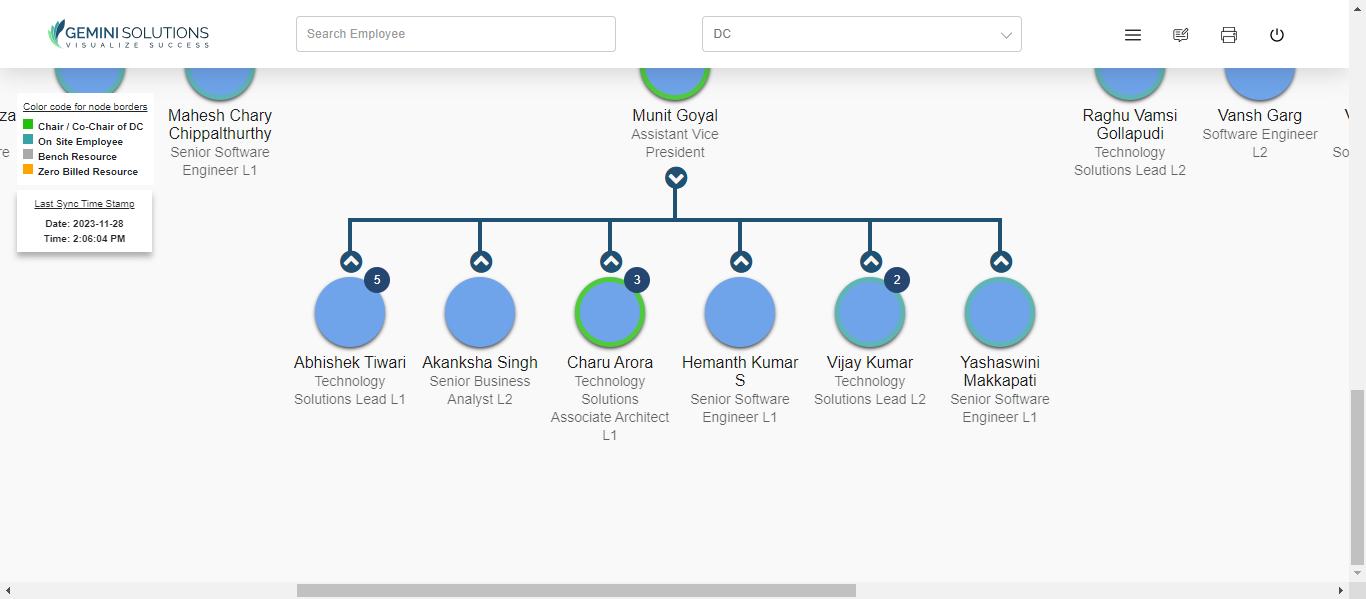 GEMINI SOLUTIONS
VISUALIZE SUCCESS
Search Employee
DC
za
re
Color code for node borders
Chair / Co-Chair of DC
On Site Employee
Bench Resource
Zero Billed Resource
Last Sync Time Stamp
Date: 2023-11-28
Time: 2:06:04 PM
Mahesh Chary
Chippalthurthy
Senior Software
Engineer L1
Munit Goyal
Assistant Vice
President
Raghu Vamsi
Gollapudi
Technology
Solutions Lead L2
Vansh Garg
Software Engineer
L2
So
5
Abhishek Tiwari
Technology
Solutions Lead L1
Akanksha Singh
Senior Business
Analyst L2
3
Charu Arora
Technology
Solutions
Associate Architect
L1
Hemanth Kumar
S
Senior Software
Engineer L1
2
Vijay Kumar
Technology
Solutions Lead L2
Yashaswini
Makkapati
Senior Software
Engineer L1